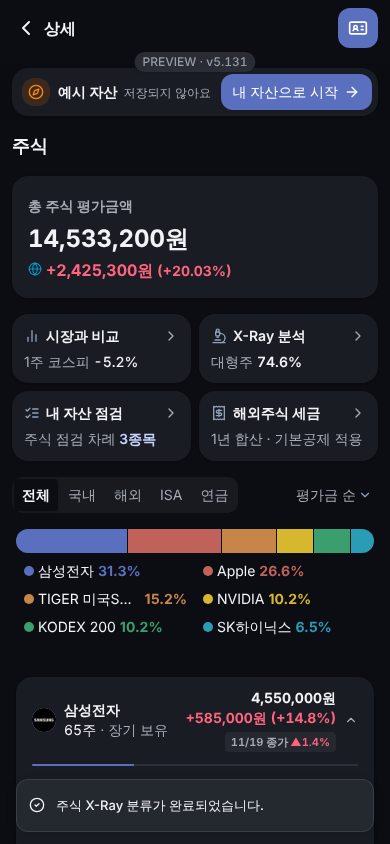 상세
PREVIEW · v5.131
예시 자산 저장되지 않아요 내 자산으로 시작
주식
총 주식 평가금액
14,533,200원
+2,425,300원 (+20.03%)
시장과 비교
1주 코스피 -5.2%
X-Ray 분석
대형주 74.6%
내 자산 점검
주식 점검 차례 3종목
해외주식 세금
1년 합산 · 기본공제 적용
전체 국내 해외 ISA 연금 평가금 순
삼성전자 31.3% Apple 26.6%
TIGER 미국S... 15.2% NVIDIA 10.2%
KODEX 200 10.2% SK하이닉스 6.5%
SAMSUNG
삼성전자
65주 · 장기 보유
4,550,000원
+585,000원 (+14.8%)
11/19 종가 ▲1.4%
주식 X-Ray 분류가 완료되었습니다.